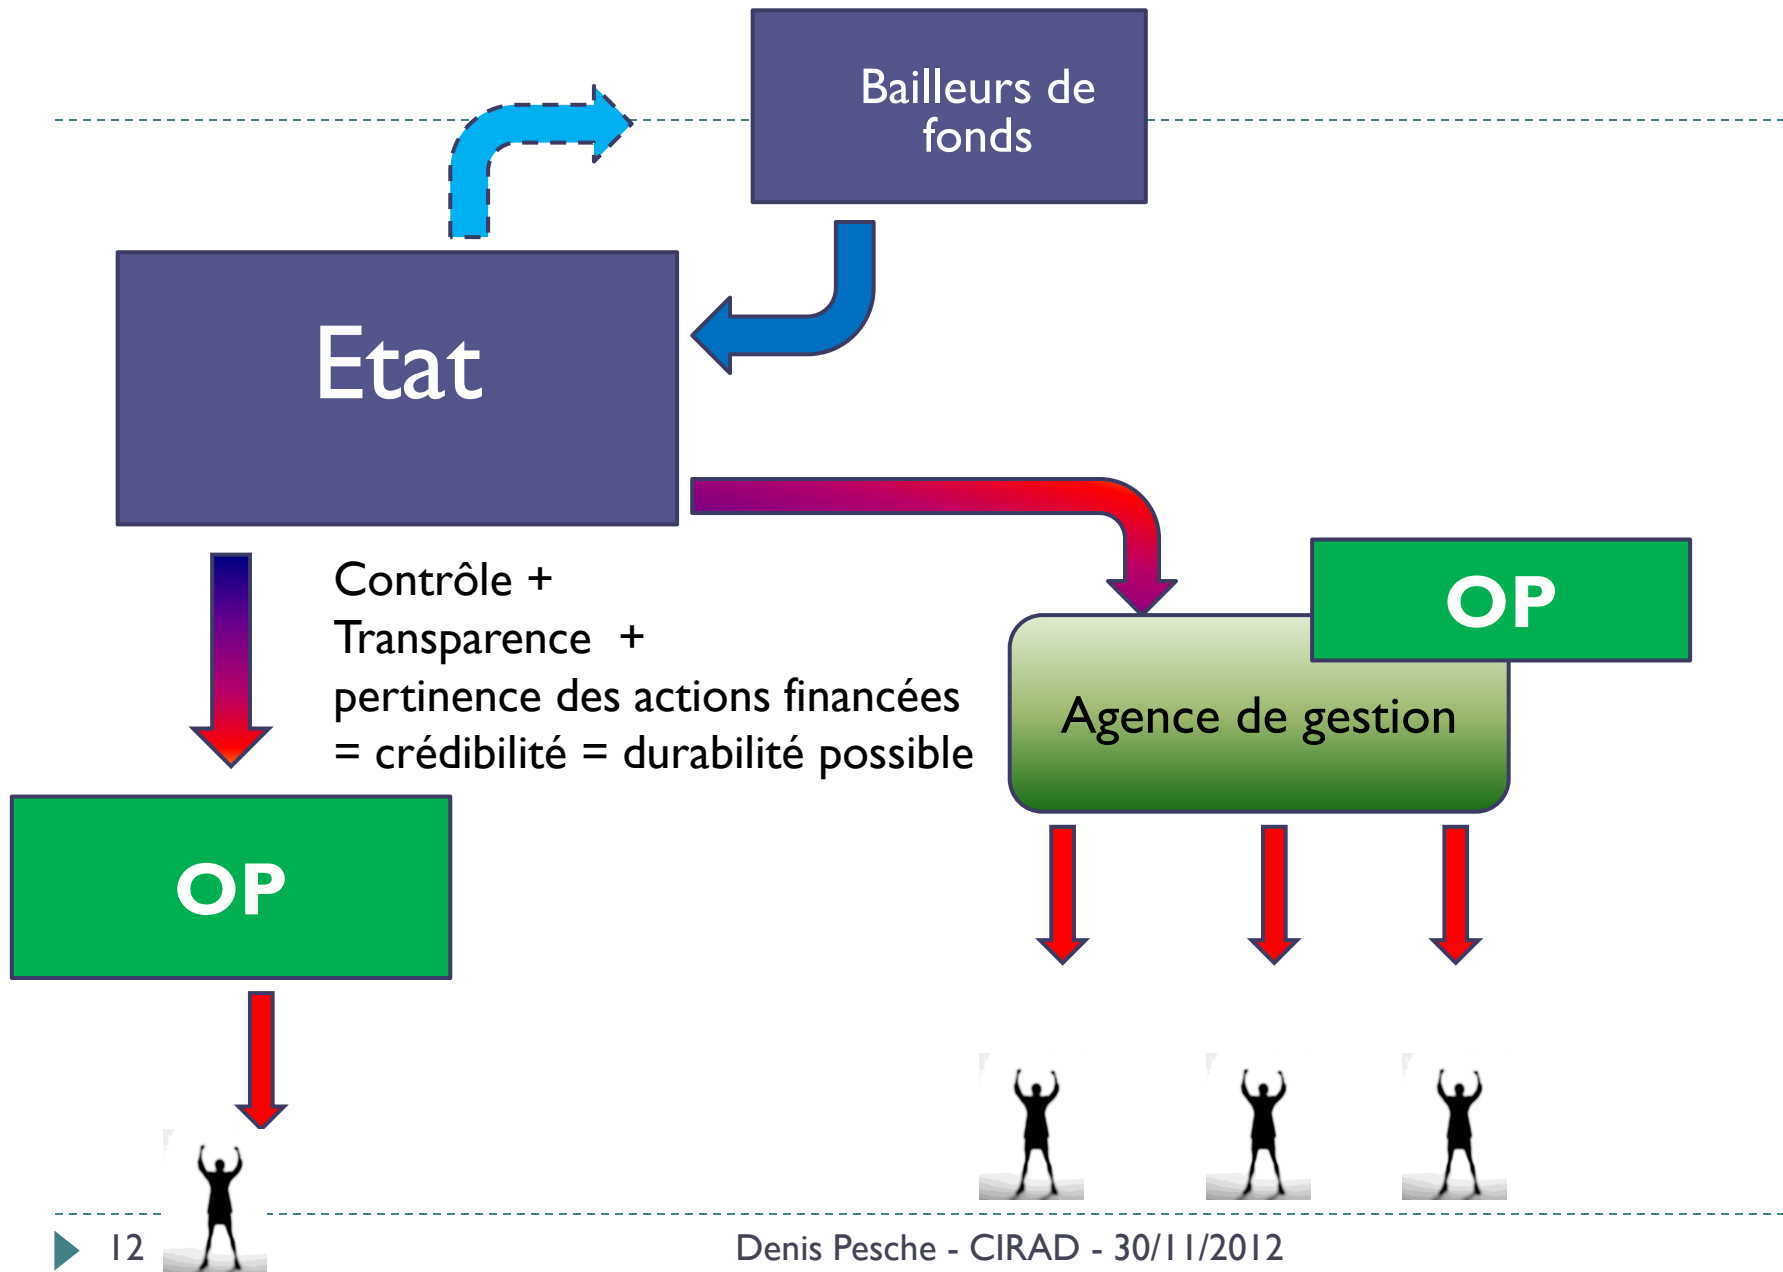 Bailleurs de
fonds
Etat
Contrôle +
Transparence +
pertinence des actions financées
= crédibilité = durabilité possible
OP
Agence de gestion
OP
12
Denis Pesche - CIRAD - 30/11/2012